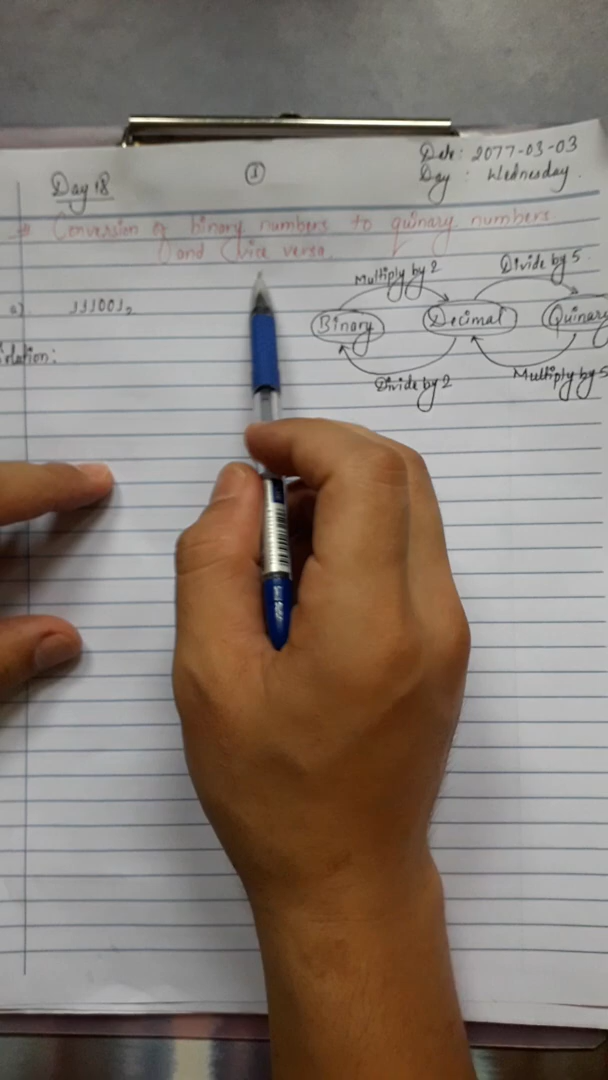 Day 18
①
Date: 2077-03-03
Day : Wednesday.
Conversion of binary numbers to quinary numbers
and vice versa.
Multiply by 2
Divide by 5.
a). 111001₂
Binary
Decimal
Quinary
Divide by 2
Multiply by 5